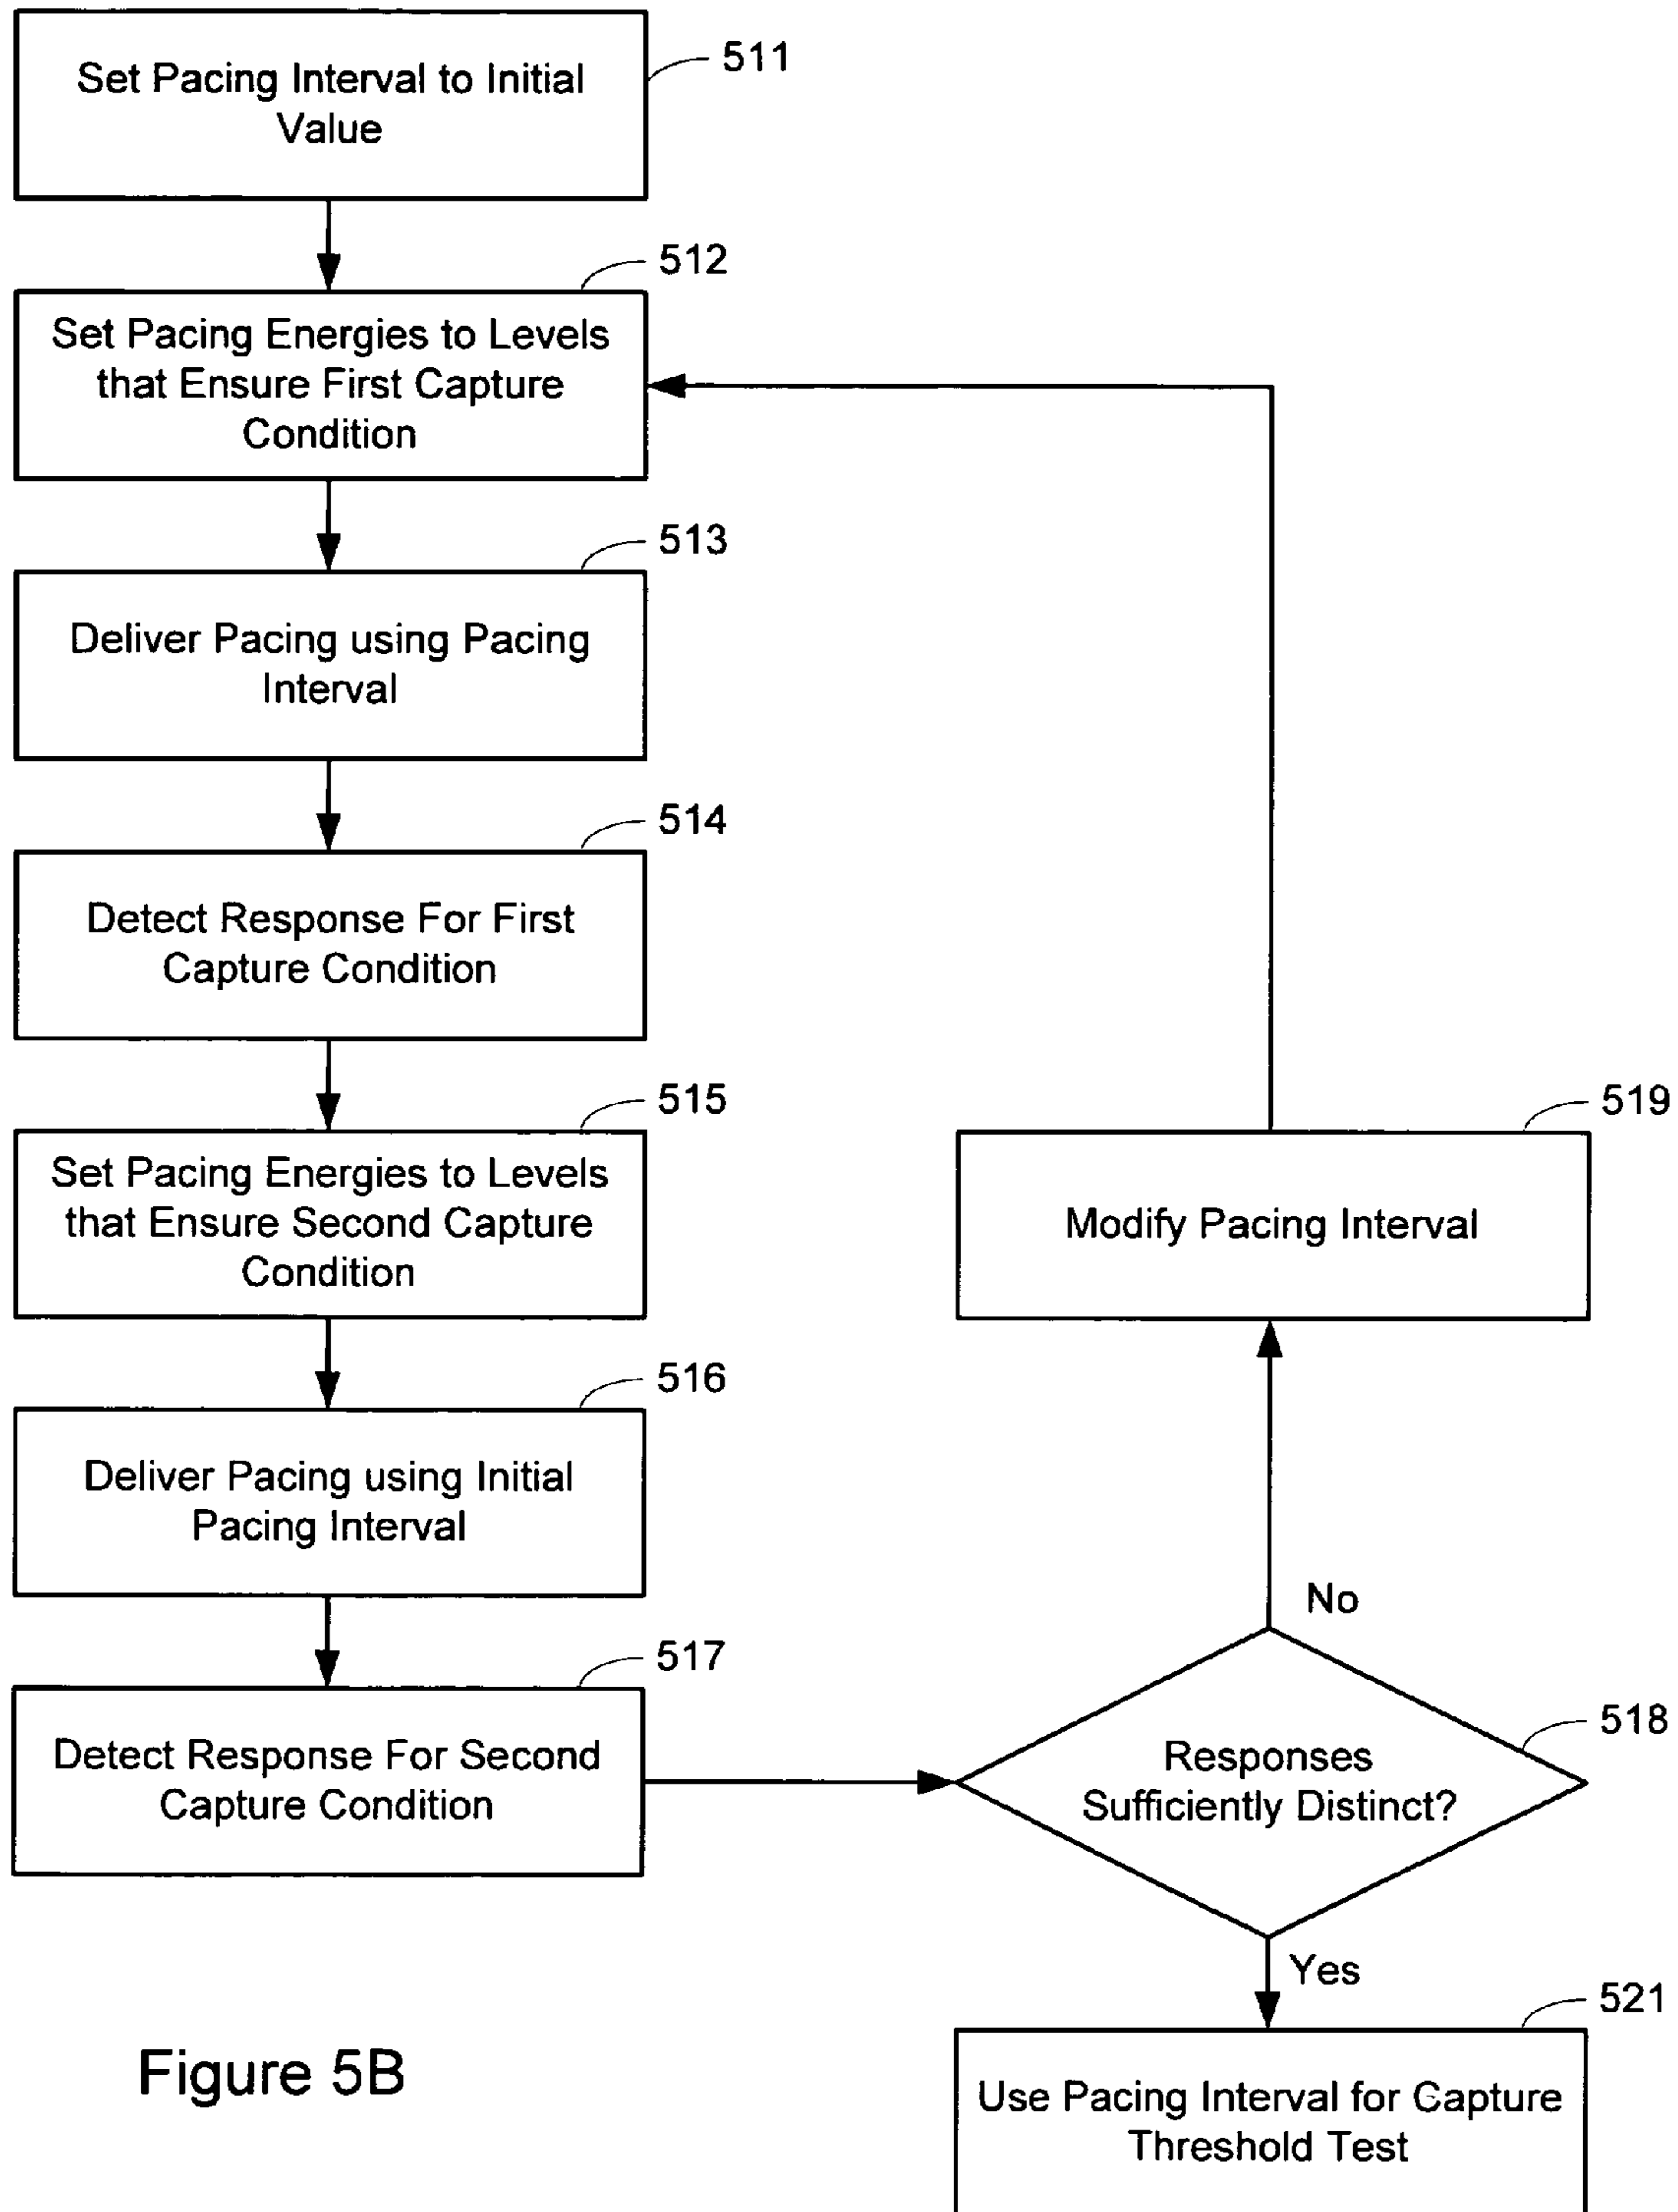 Set Pacing Interval to Initial
Value
511
512
Set Pacing Energies to Levels
that Ensure First Capture
Condition
513
Deliver Pacing using Pacing
Interval
514
Detect Response For First
Capture Condition
515
Set Pacing Energies to Levels
that Ensure Second Capture
Condition
516
Deliver Pacing using Initial
Pacing Interval
517
Detect Response For Second
Capture Condition
518
Responses
Sufficiently Distinct?
No
519
Modify Pacing Interval
Yes
521
Use Pacing Interval for Capture
Threshold Test
Figure 5B